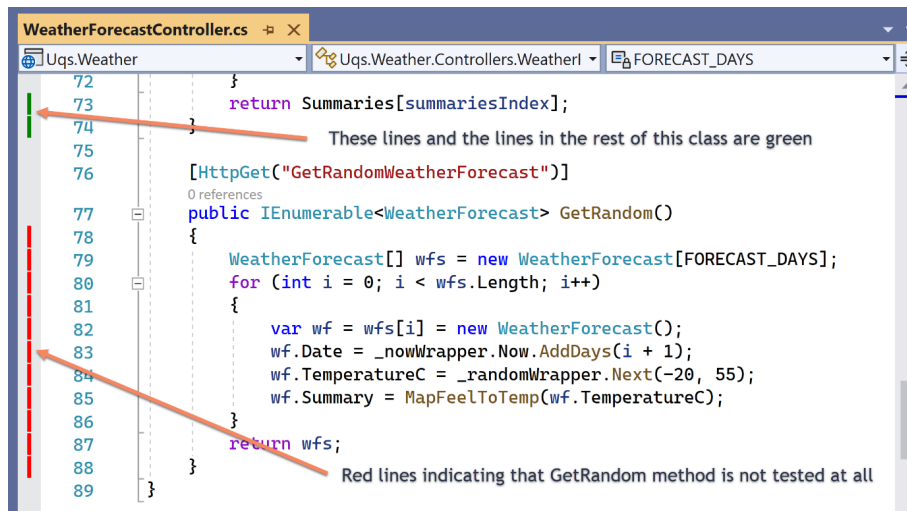 WeatherForecastController.cs
Uqs.Weather Uqs.Weather.Controllers.WeatherF FORECAST_DAYS
72 }
73 return Summaries[summariesIndex];
74 }
These lines and the lines in the rest of this class are green
75
76 [HttpGet("GetRandomWeatherForecast")]
0 references
77 public IEnumerable<WeatherForecast> GetRandom()
78 {
79 WeatherForecast[] wfs = new WeatherForecast[FORECAST_DAYS];
80 for (int i = 0; i < wfs.Length; i++)
81 {
82 var wf = wfs[i] = new WeatherForecast();
83 wf.Date = _nowWrapper.Now.AddDays(i + 1);
84 wf.TemperatureC = _randomWrapper.Next(-20, 55);
85 wf.Summary = MapFeelToTemp(wf.TemperatureC);
86 }
87 return wfs;
88 }
Red lines indicating that GetRandom method is not tested at all
89 }